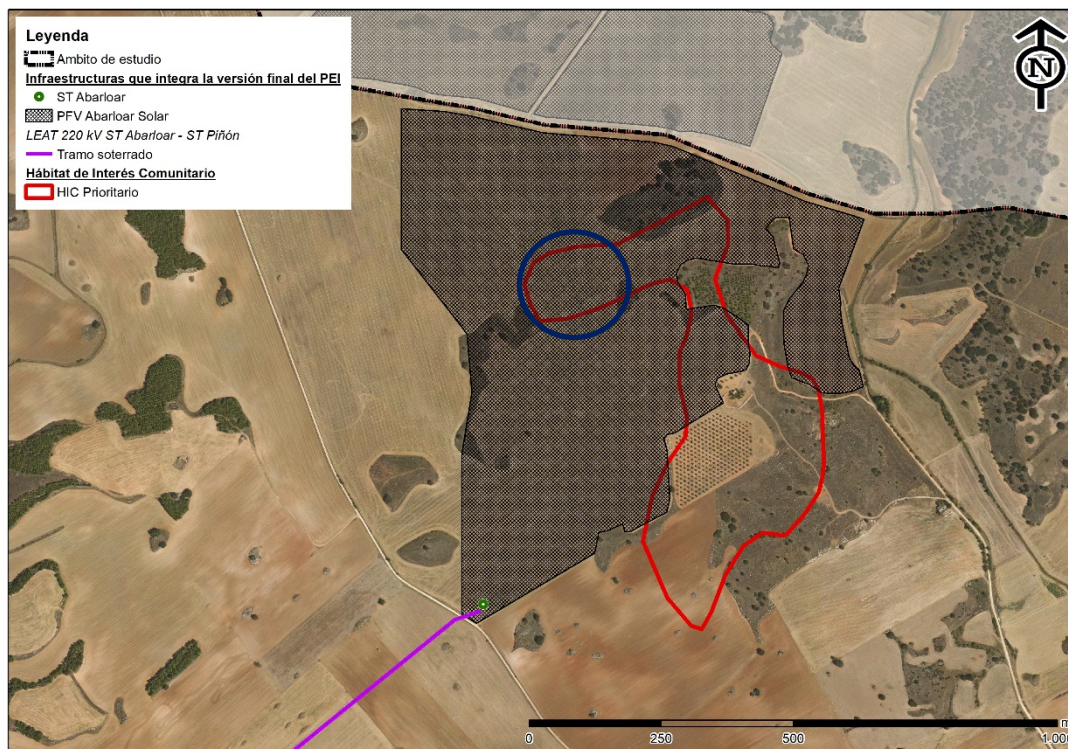 Leyenda
Ambito de estudio
Infraestructuras que integra la versión final del PEI
ST Abarloar
PFV Abarloar Solar
LEAT 220 kV ST Abarloar - ST Piñón
Tramo soterrado
Hábitat de Interés Comunitario
HIC Prioritario
N
m
0 250 500 1.000